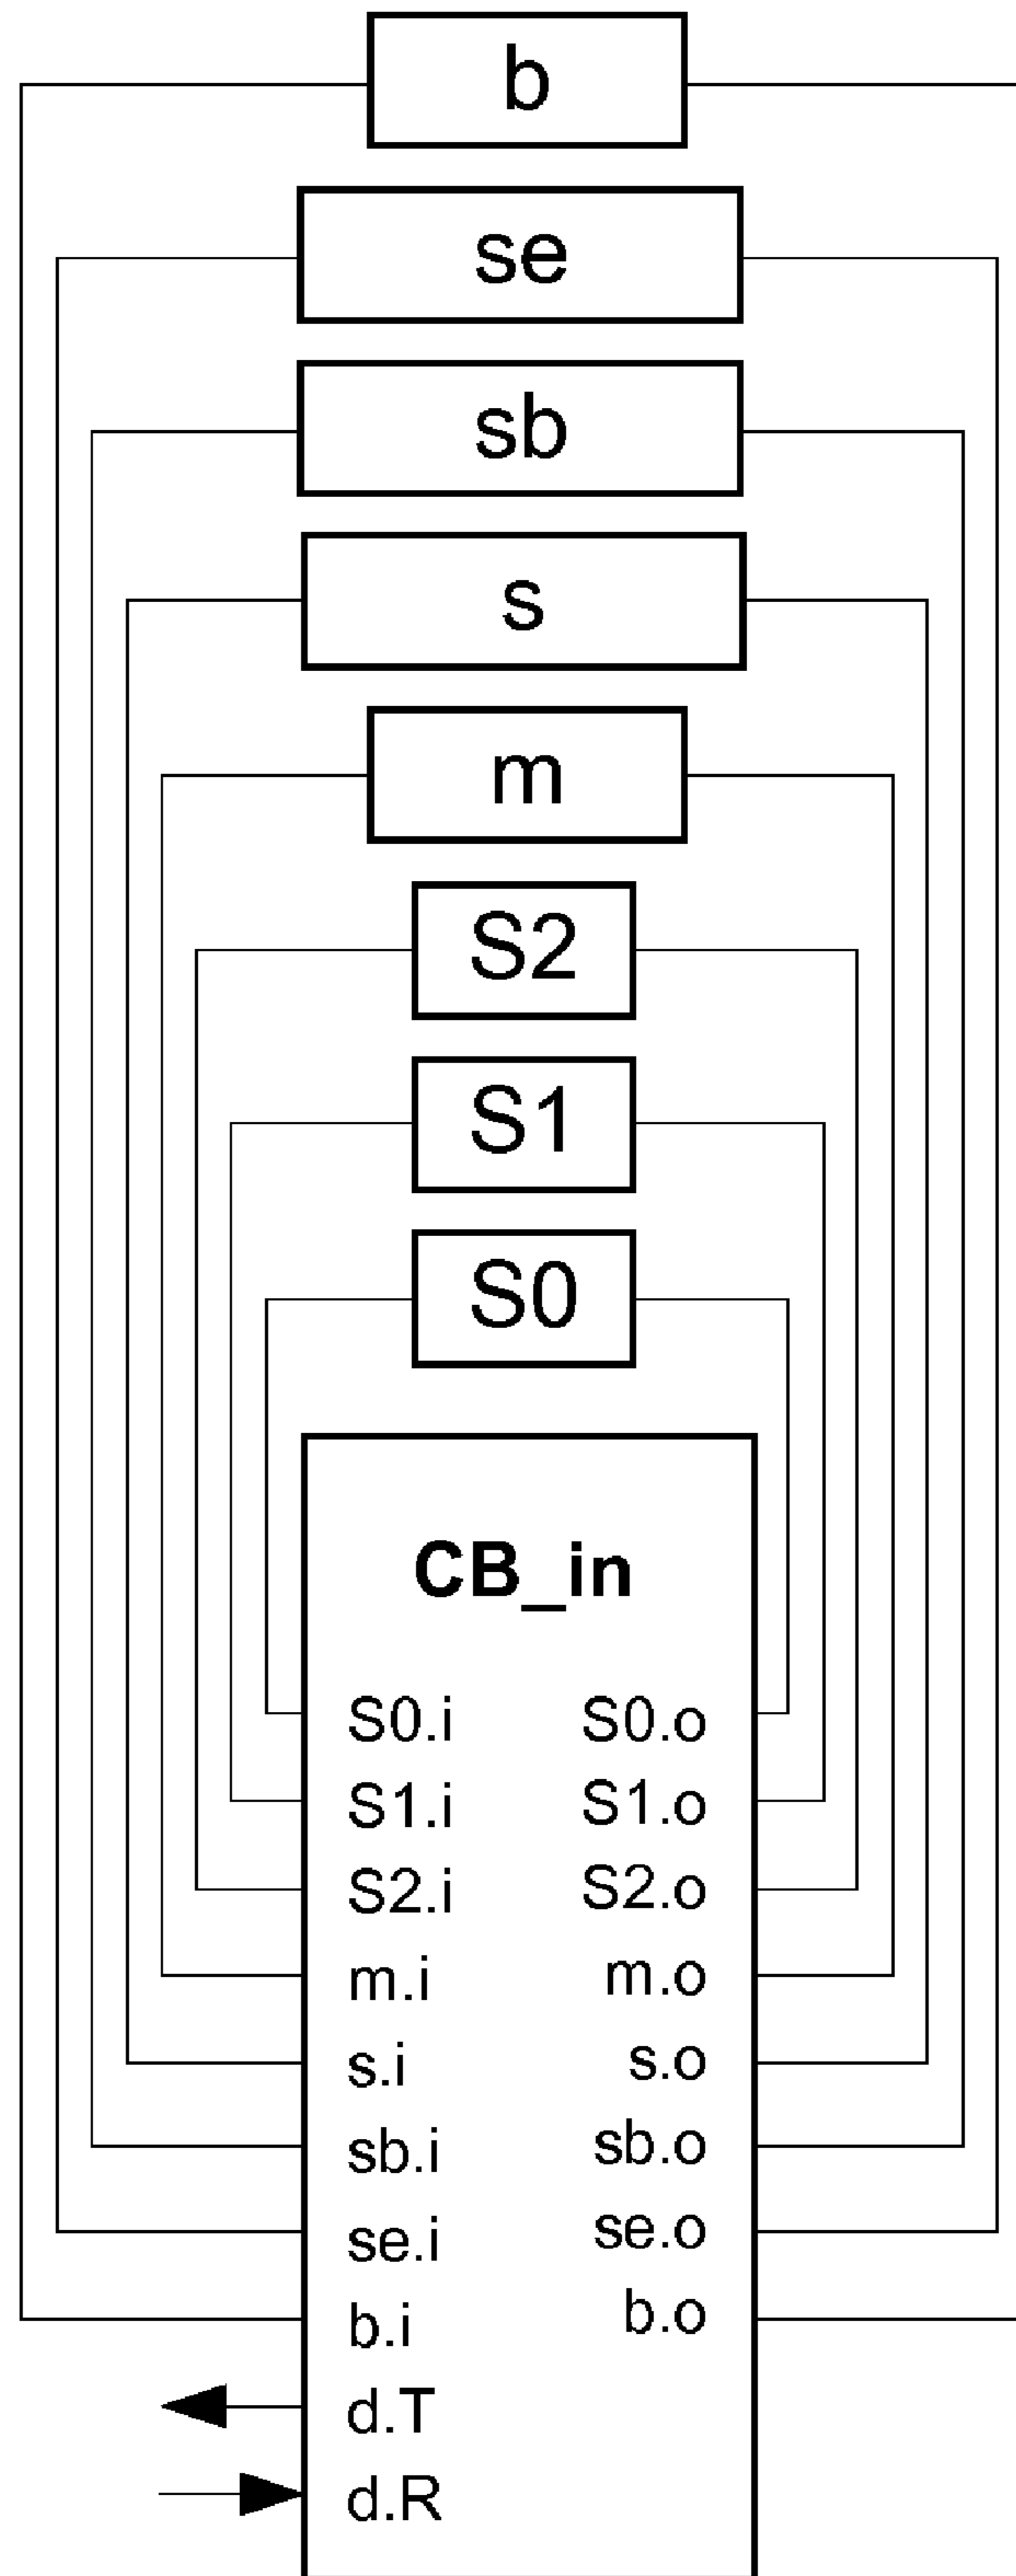 b
se
sb
s
m
S2
S1
S0
CB_in
S0.i S0.o
S1.i S1.o
S2.i S2.o
m.i m.o
s.i s.o
sb.i sb.o
se.i se.o
b.i b.o
d.T
d.R